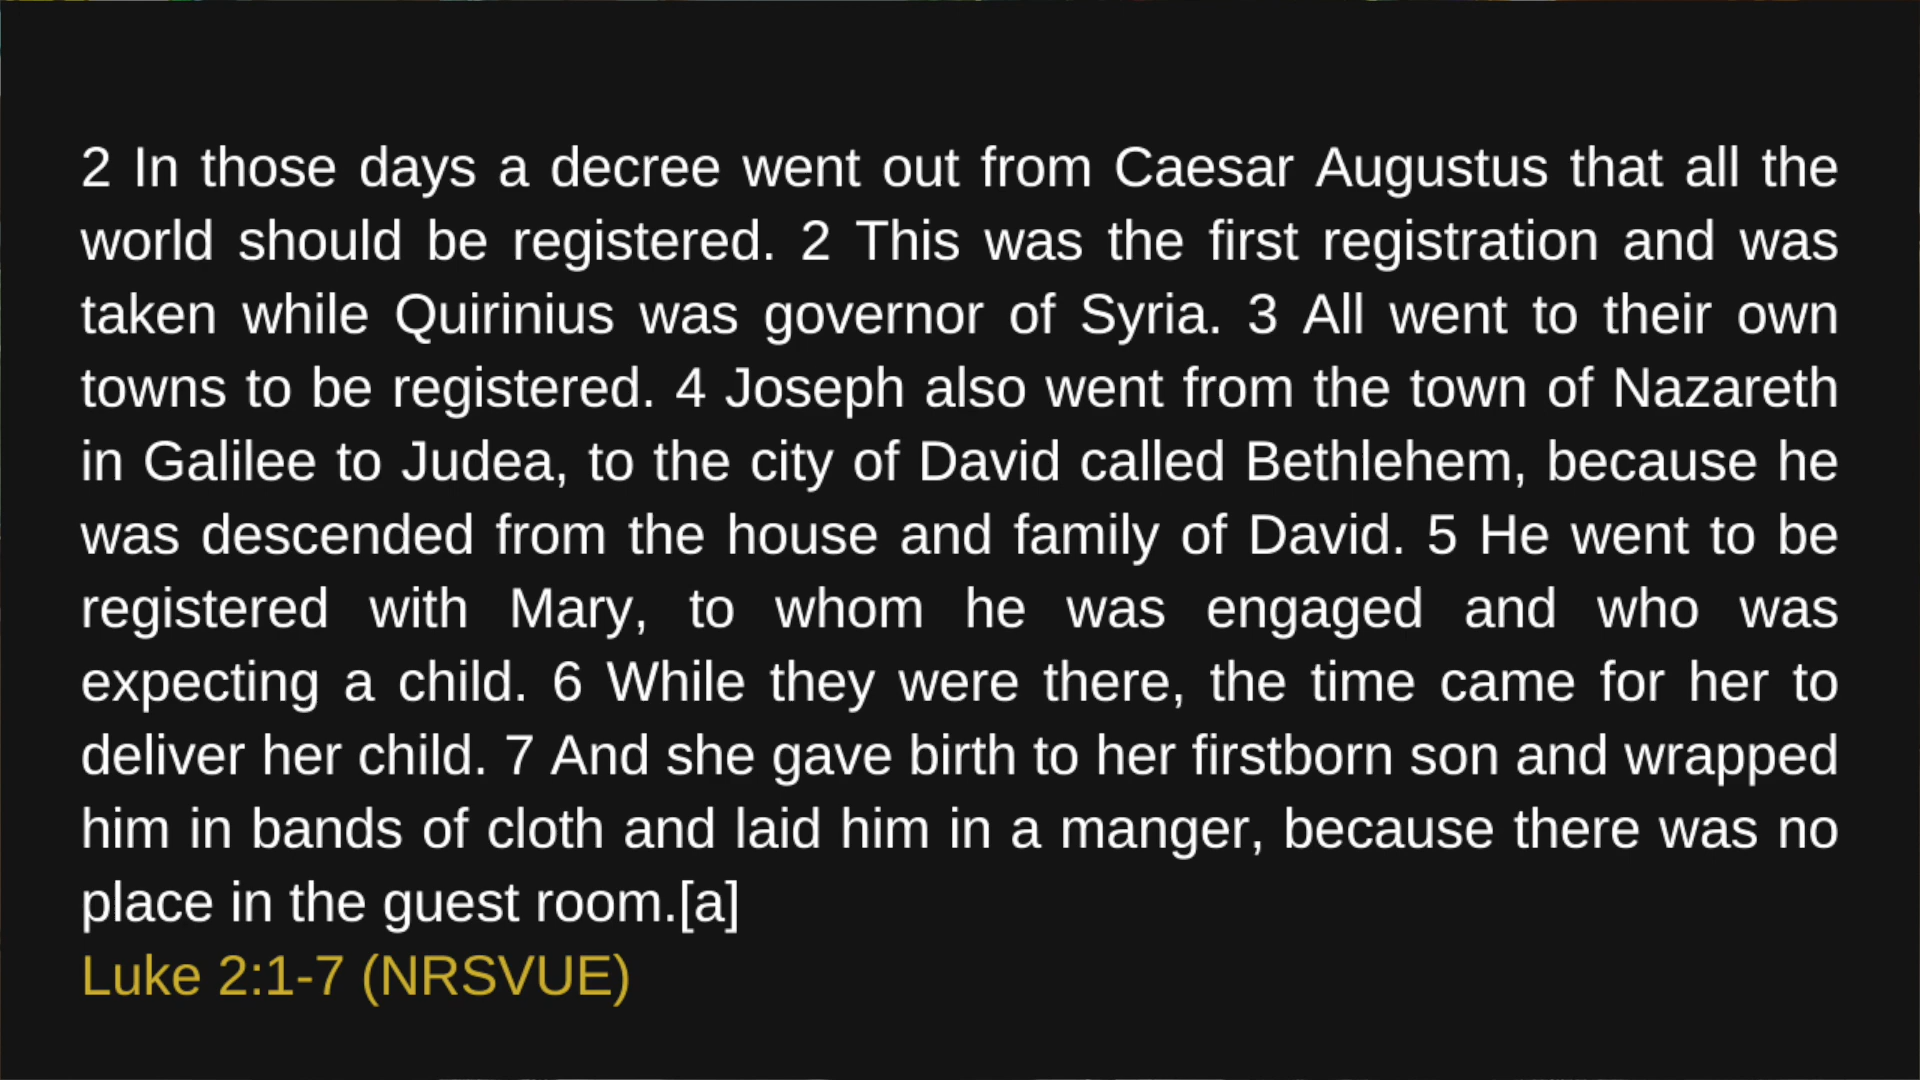 2 In those days a decree went out from Caesar Augustus that all the
world should be registered. 2 This was the first registration and was
taken while Quirinius was governor of Syria. 3 All went to their own
towns to be registered. 4 Joseph also went from the town of Nazareth
in Galilee to Judea, to the city of David called Bethlehem, because he
was descended from the house and family of David. 5 He went to be
registered with Mary, to whom he was engaged and who was
expecting a child. 6 While they were there, the time came for her to
deliver her child. 7 And she gave birth to her firstborn son and wrapped
him in bands of cloth and laid him in a manger, because there was no
place in the guest room.[a]
Luke 2:1-7 (NRSVUE)